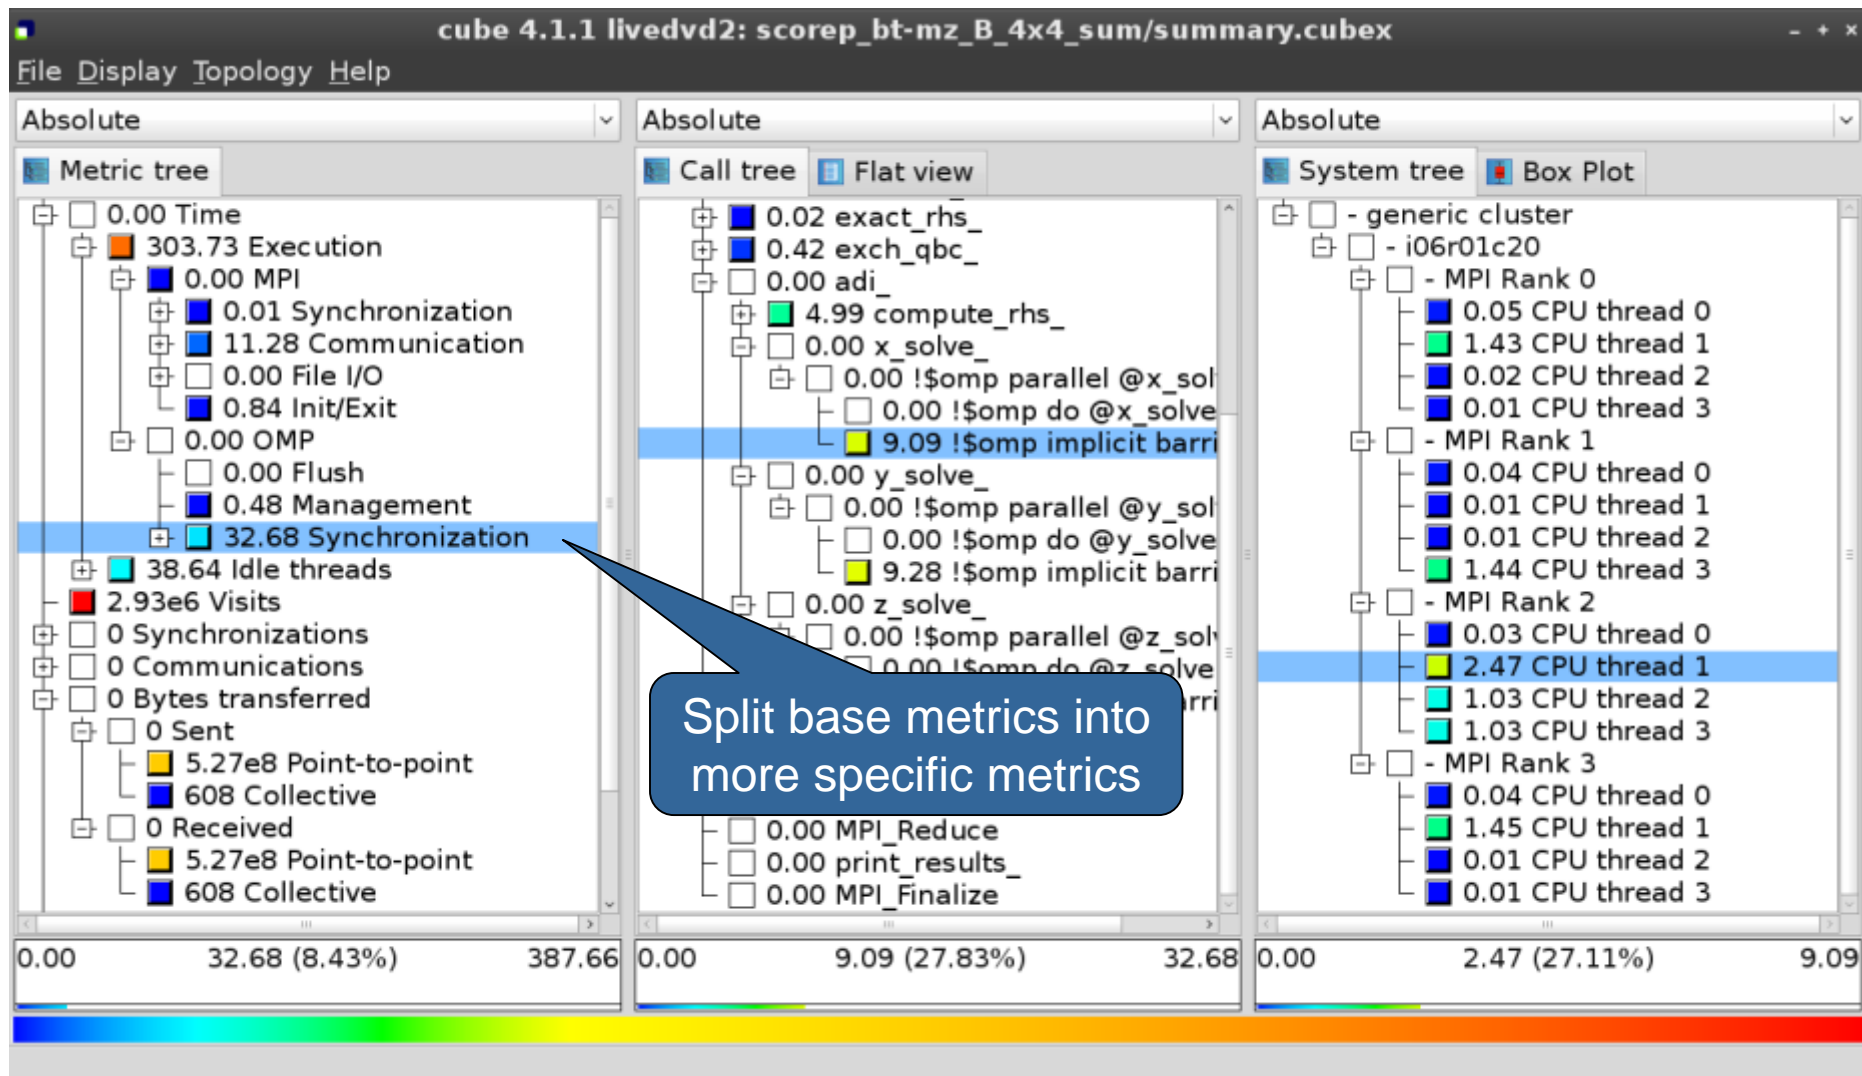 cube 4.1.1 livedvd2: scorep_bt-mz_B_4x4_sum/summary.cubex
File Display Topology Help
Absolute
Metric tree
0.00 Time
303.73 Execution
0.00 MPI
0.01 Synchronization
11.28 Communication
0.00 File I/O
0.84 Init/Exit
0.00 OMP
0.00 Flush
0.48 Management
32.68 Synchronization
38.64 Idle threads
2.93e6 Visits
0 Synchronizations
0 Communications
0 Bytes transferred
0 Sent
5.27e8 Point-to-point
608 Collective
0 Received
5.27e8 Point-to-point
608 Collective
0.00 32.68 (8.43%) 387.66
Absolute
Call tree Flat view
0.02 exact_rhs_
0.42 exch_qbc_
0.00 adi_
4.99 compute_rhs_
0.00 x_solve_
0.00 !$omp parallel @x_sol
0.00 !$omp do @x_solve
9.09 !$omp implicit barri
0.00 y_solve_
0.00 !$omp parallel @y_sol
0.00 !$omp do @y_solve
9.28 !$omp implicit barri
0.00 z_solve_
0.00 !$omp parallel @z_solv
0.00 !$omp do @z_solve
arri
Split base metrics into
more specific metrics
0.00 MPI_Reduce
0.00 print_results_
0.00 MPI_Finalize
0.00 9.09 (27.83%) 32.68
Absolute
System tree Box Plot
- generic cluster
- i06r01c20
- MPI Rank 0
0.05 CPU thread 0
1.43 CPU thread 1
0.02 CPU thread 2
0.01 CPU thread 3
- MPI Rank 1
0.04 CPU thread 0
0.01 CPU thread 1
0.01 CPU thread 2
1.44 CPU thread 3
- MPI Rank 2
0.03 CPU thread 0
2.47 CPU thread 1
1.03 CPU thread 2
1.03 CPU thread 3
- MPI Rank 3
0.04 CPU thread 0
1.45 CPU thread 1
0.01 CPU thread 2
0.01 CPU thread 3
0.00 2.47 (27.11%) 9.09